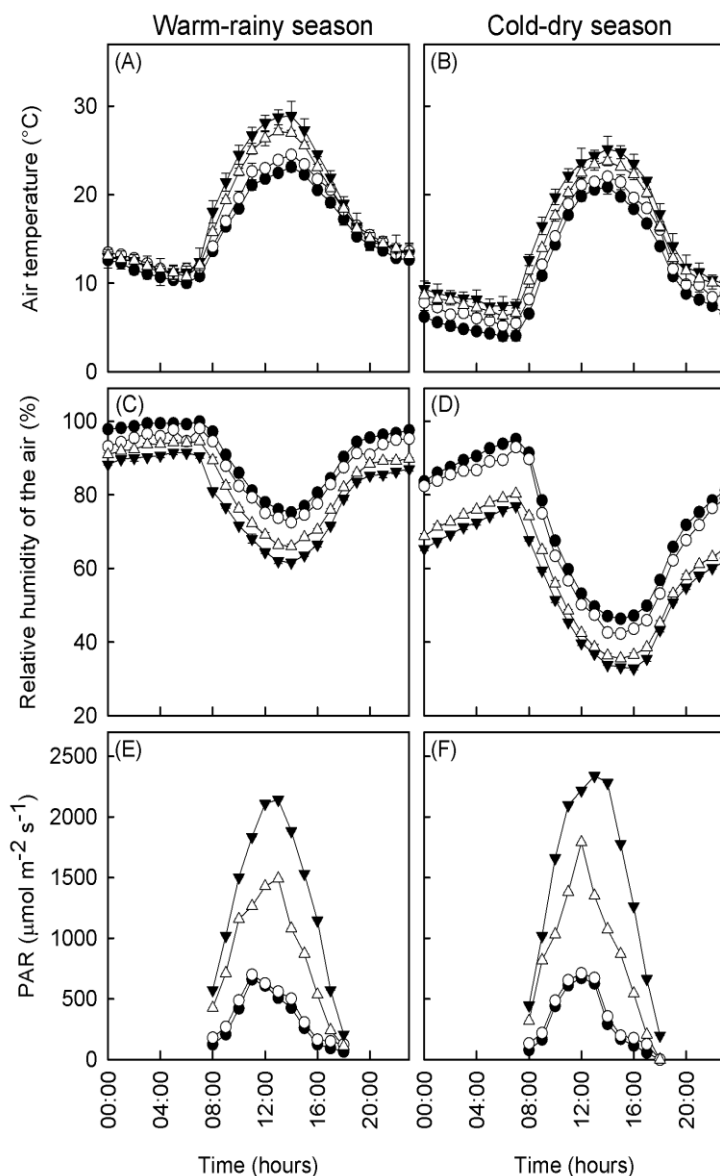 Warm-rainy season Cold-dry season
(A) (B)
Air temperature (°C)
30
20
10
0
(C) (D)
Relative humidity of the air (%)
100
80
60
40
20
(E) (F)
PAR (μmol m⁻² s⁻¹)
2500
2000
1500
1000
500
0
00:00 04:00 08:00 12:00 16:00 20:00 00:00 04:00 08:00 12:00 16:00 20:00
Time (hours) Time (hours)